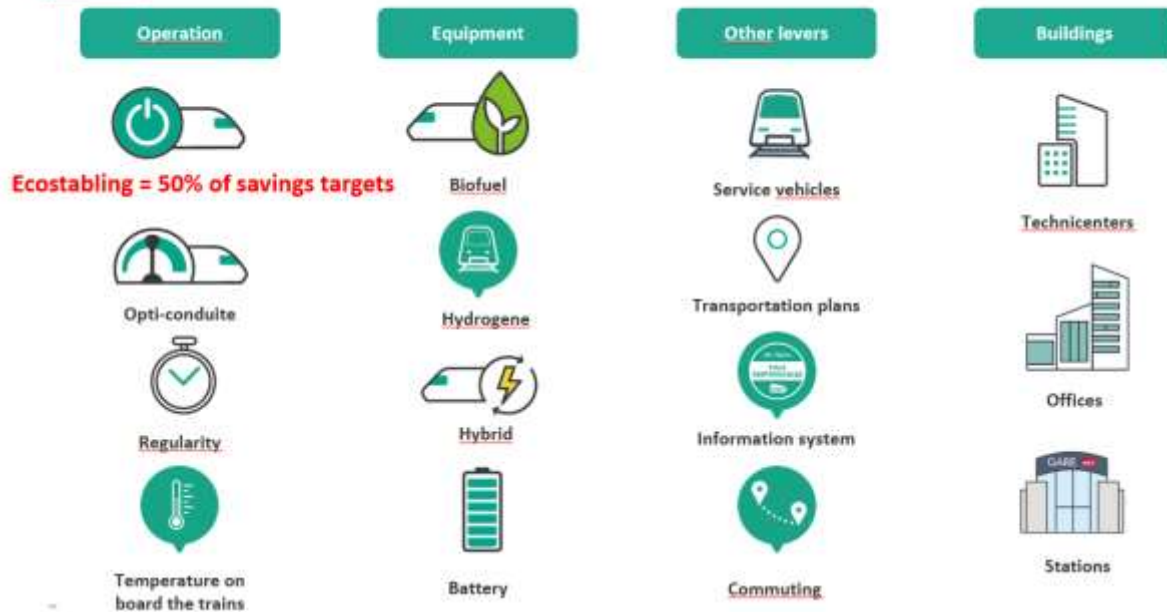 Operation
Ecostabling = 50% of savings targets
Opti-conduite
Regularity
Temperature on
board the trains
Equipment
Biofuel
Hydrogene
Hybrid
Battery
Other levers
Service vehicles
Transportation plans
Information system
Commuting
Buildings
Technicenters
Offices
GARE
Stations